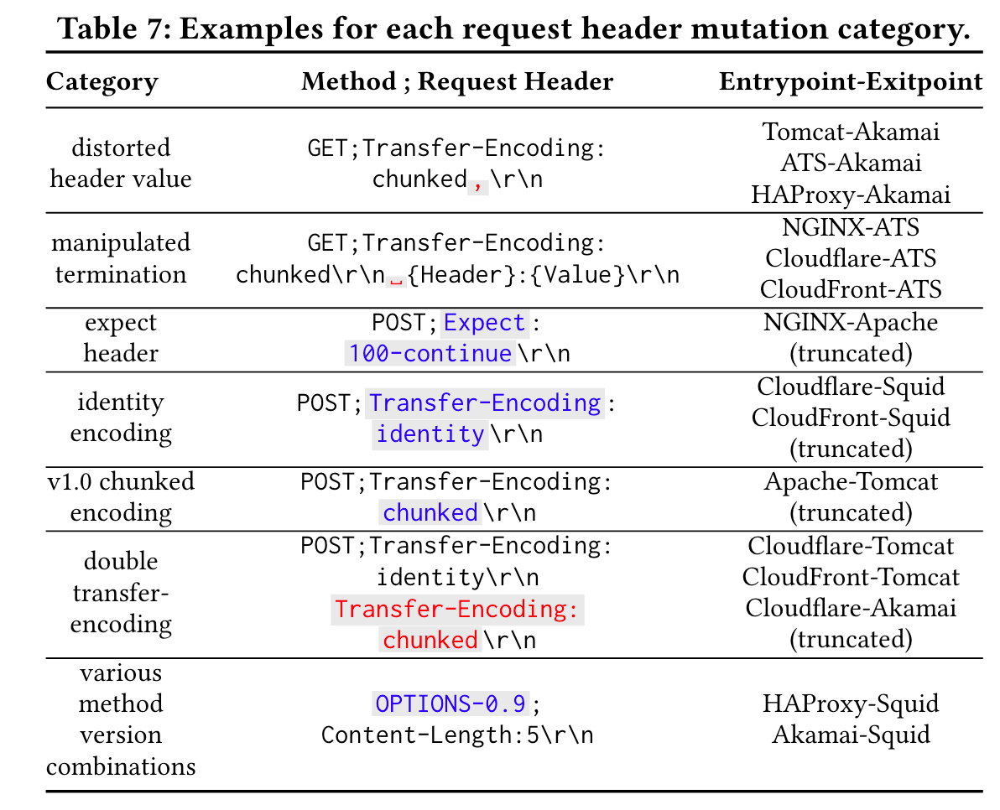 Table 7: Examples for each request header mutation category.
Category Method ; Request Header Entrypoint-Exitpoint
distorted header value
GET;Transfer-Encoding:
chunked,\r\n
Tomcat-Akamai
ATS-Akamai
HAProxy-Akamai
manipulated termination
GET;Transfer-Encoding:
chunked\r\n␣{Header}:{Value}\r\n
NGINX-ATS
Cloudflare-ATS
CloudFront-ATS
expect
header
POST;Expect:
100-continue\r\n
NGINX-Apache
(truncated)
identity
encoding
POST;Transfer-Encoding:
identity\r\n
Cloudflare-Squid
CloudFront-Squid
(truncated)
v1.0 chunked
encoding
POST;Transfer-Encoding:
chunked\r\n
Apache-Tomcat
(truncated)
double
transfer-
encoding
POST;Transfer-Encoding:
identity\r\n
Transfer-Encoding:
chunked\r\n
Cloudflare-Tomcat
CloudFront-Tomcat
Cloudflare-Akamai
(truncated)
various
method
version
combinations
OPTIONS-0.9;
Content-Length:5\r\n
HAProxy-Squid
Akamai-Squid